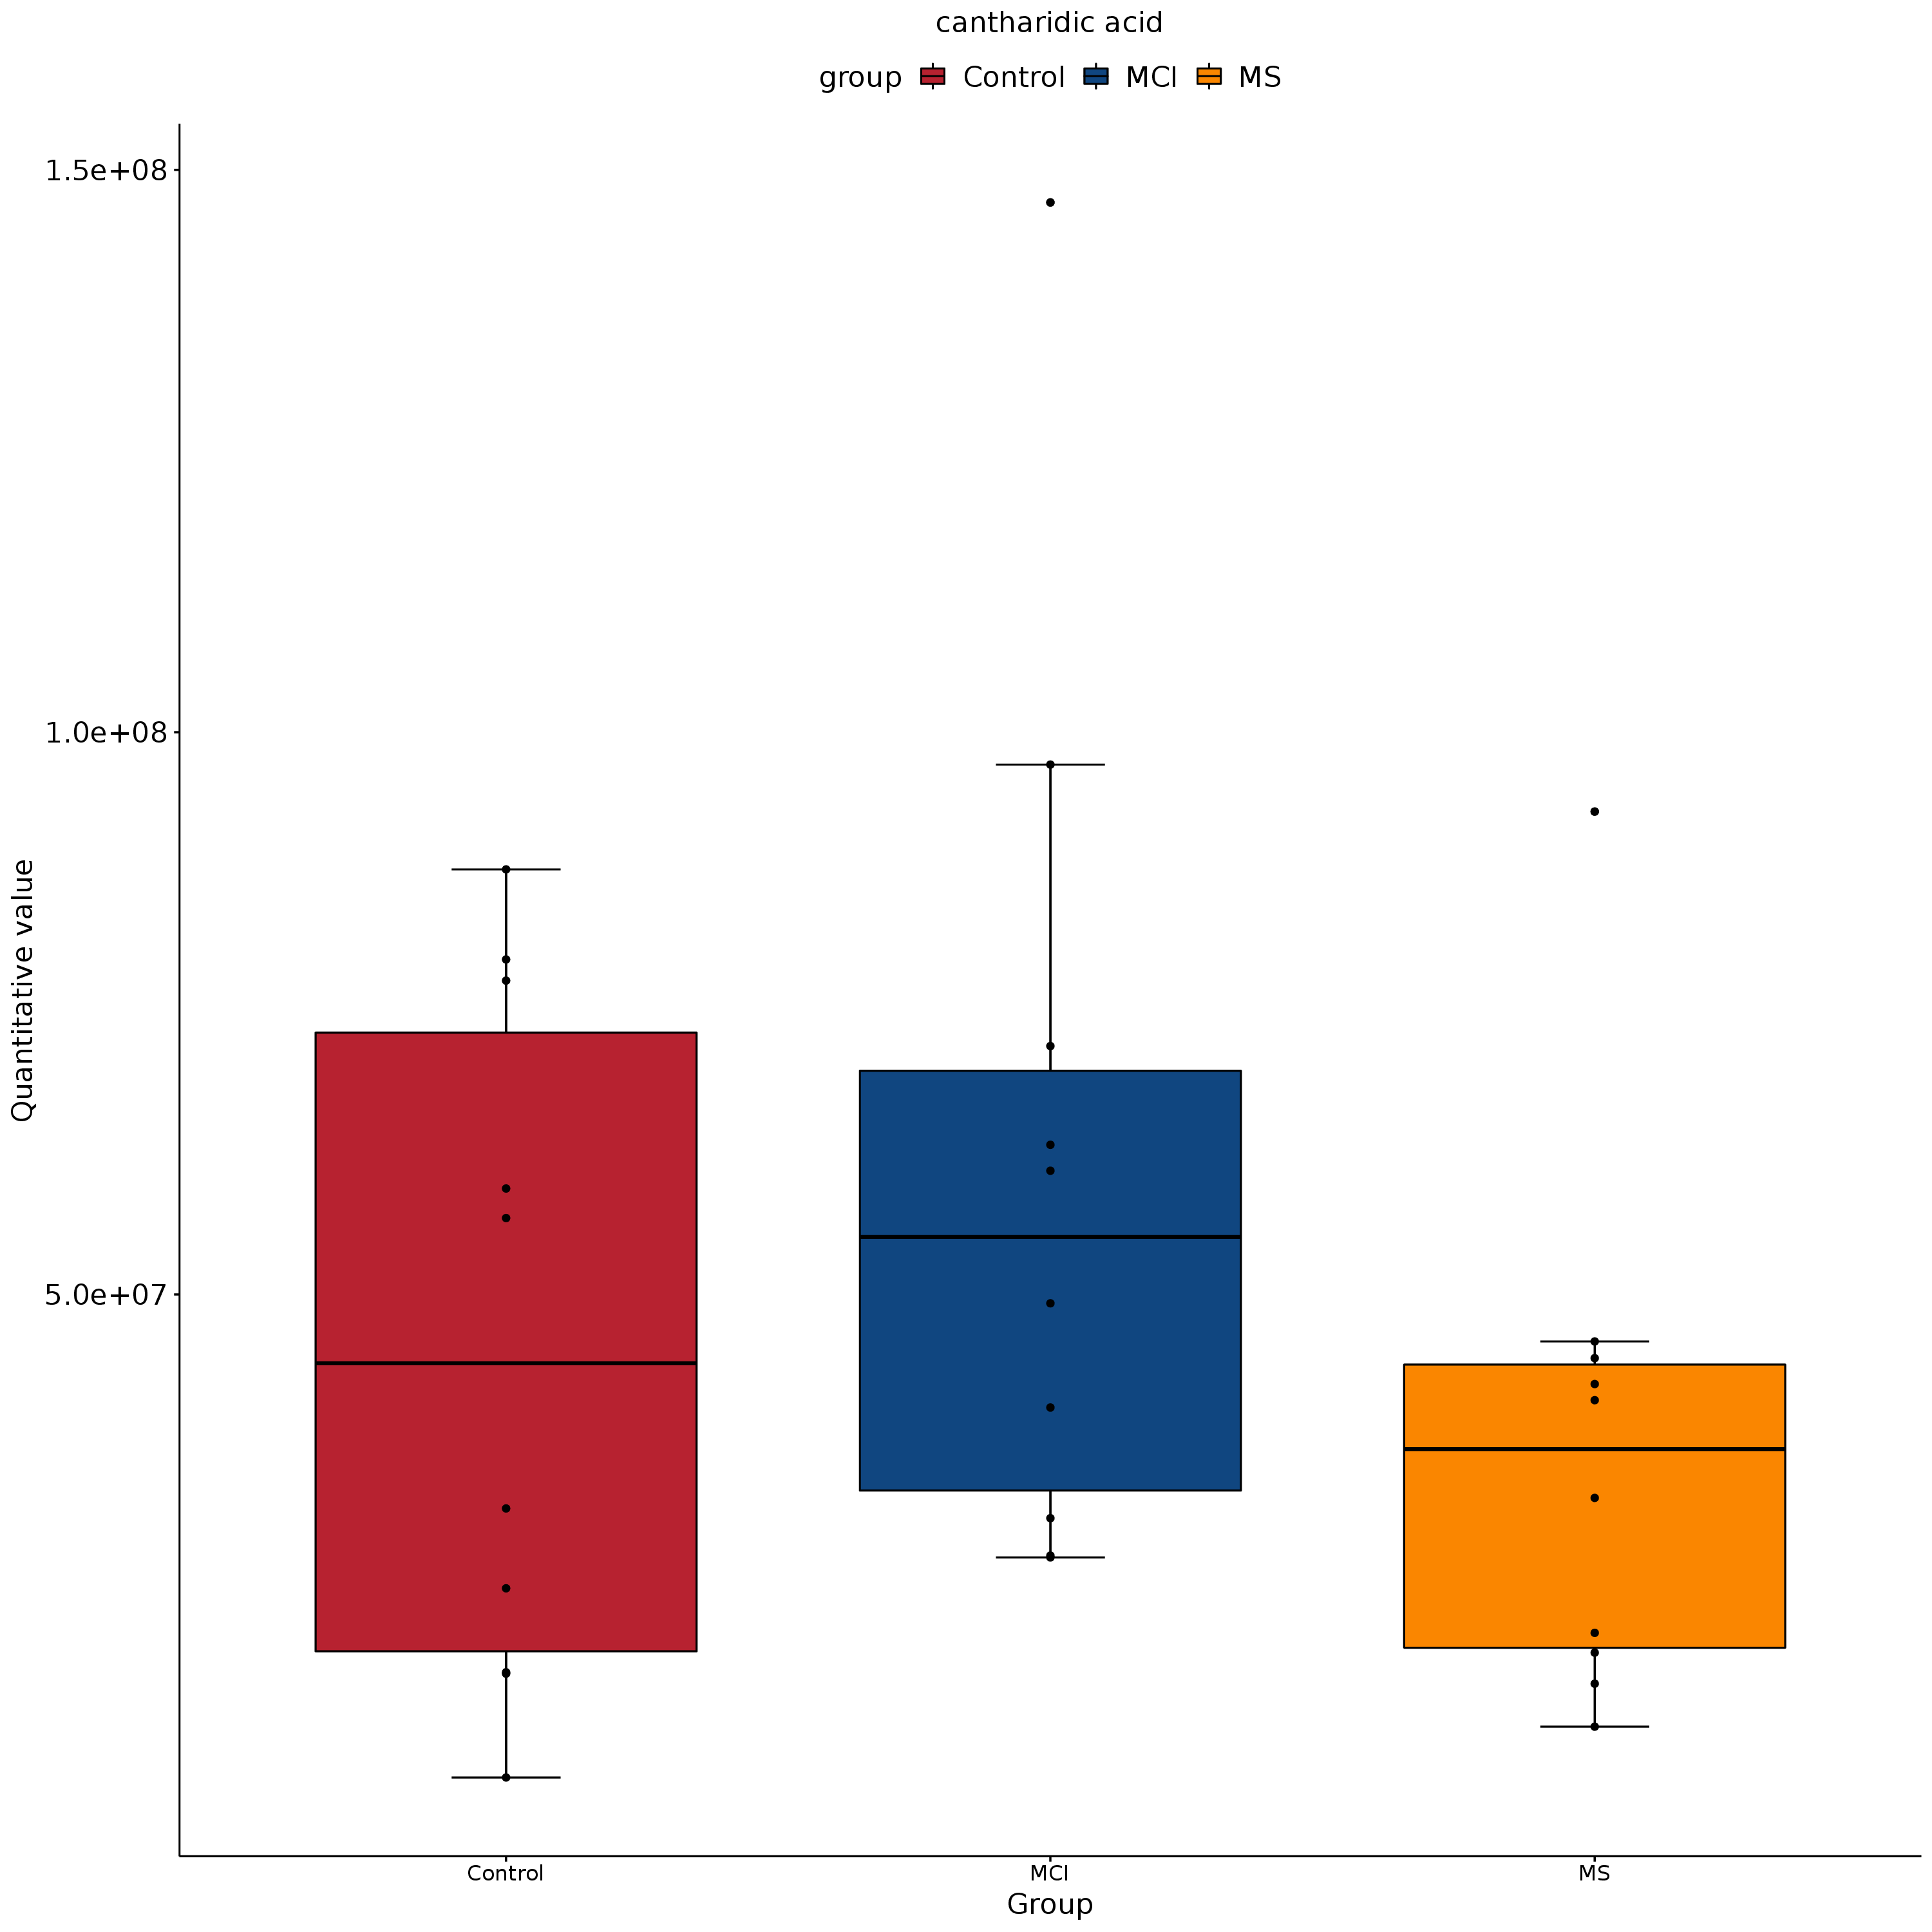 cantharidic acid
group Control MCI MS
1.5e+08
1.0e+08
5.0e+07
Quantitative value
Control MCI MS
Group